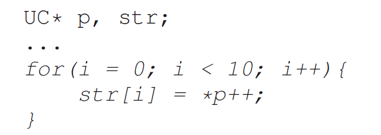 UC* p, str;
...
for(i = 0; i < 10; i++){
str[i] = *p++;
}